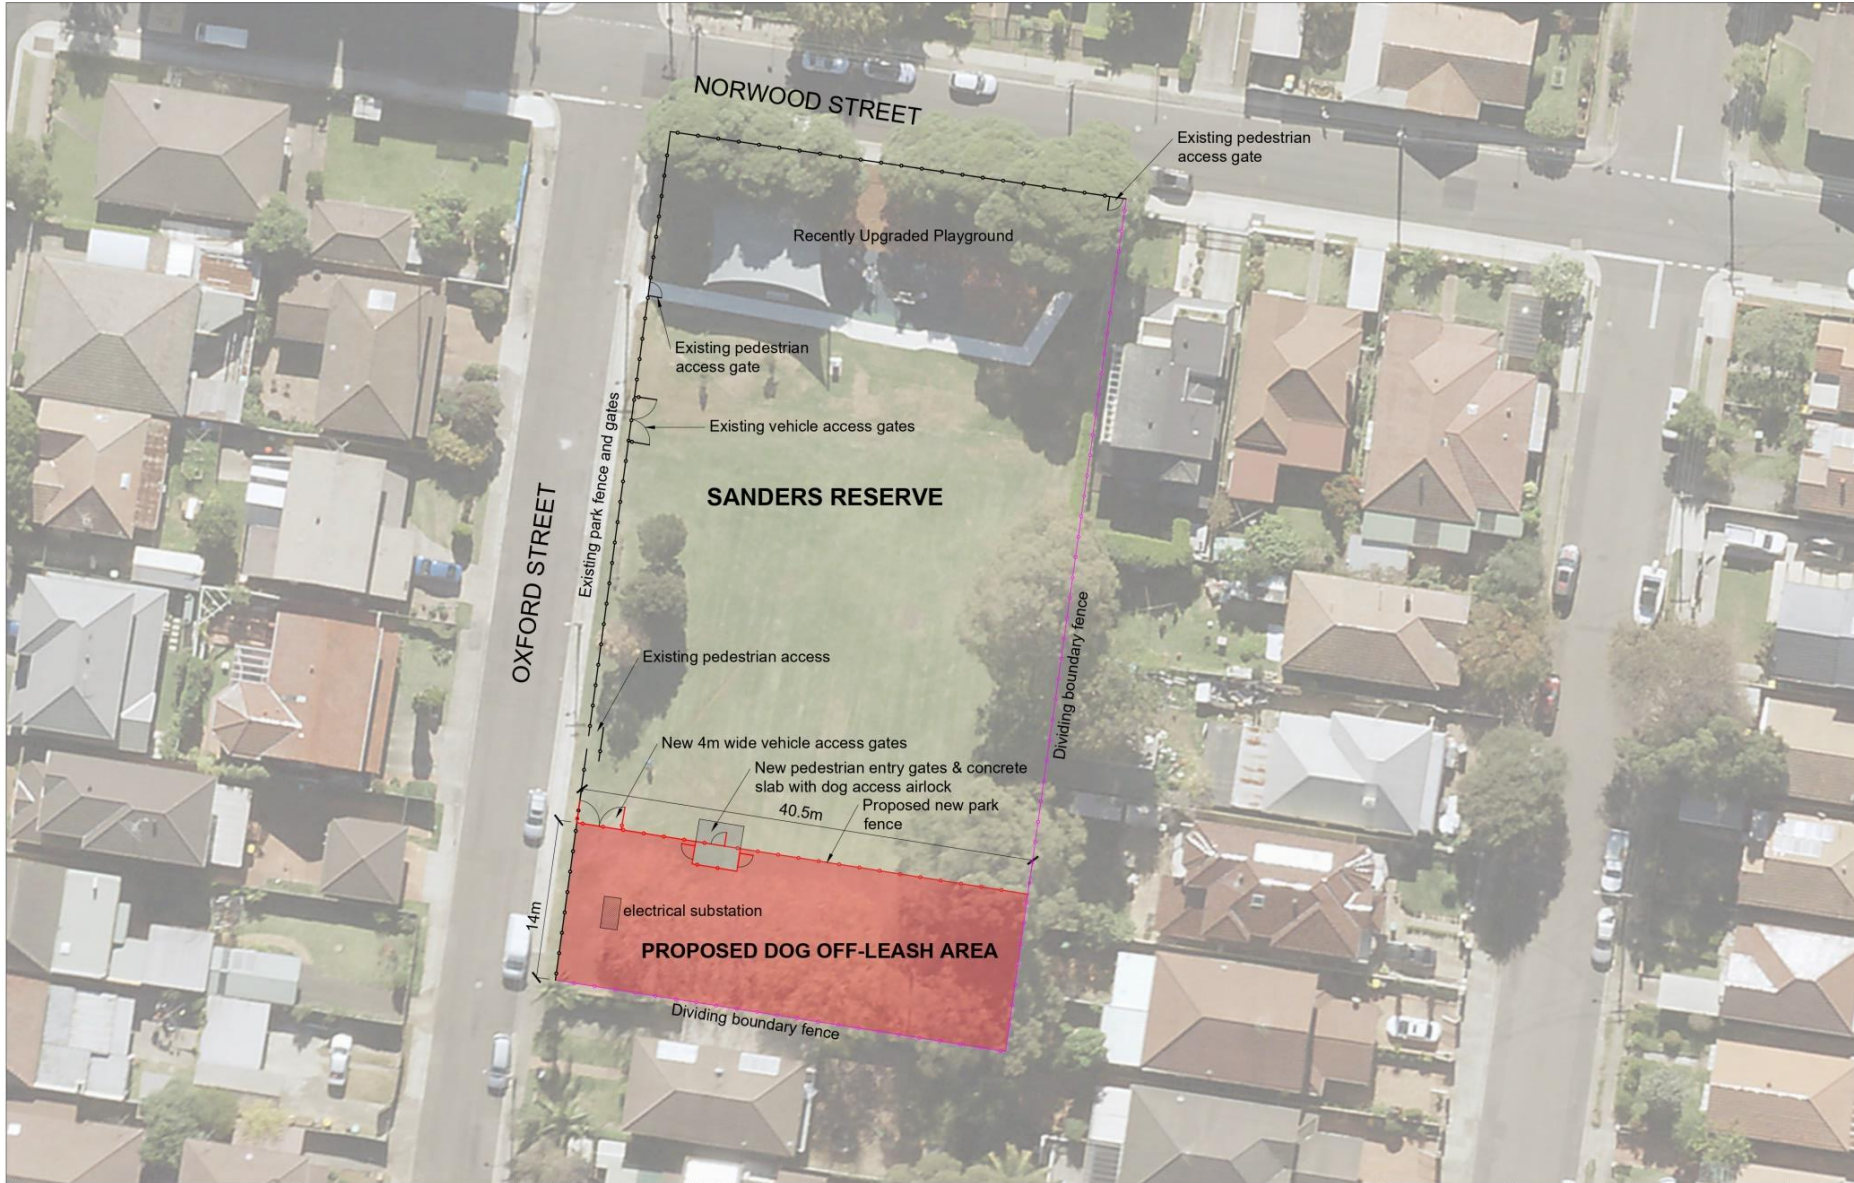 NORWOOD STREET
Existing pedestrian
access gate
Recently Upgraded Playground
Existing pedestrian
access gate
Existing vehicle access gates
Existing park fence and gates
SANDERS RESERVE
OXFORD STREET
Existing pedestrian access
Dividing boundary fence
New 4m wide vehicle access gates
New pedestrian entry gates & concrete
slab with dog access airlock
40.5m
Proposed new park
fence
14m
electrical substation
PROPOSED DOG OFF-LEASH AREA
Dividing boundary fence